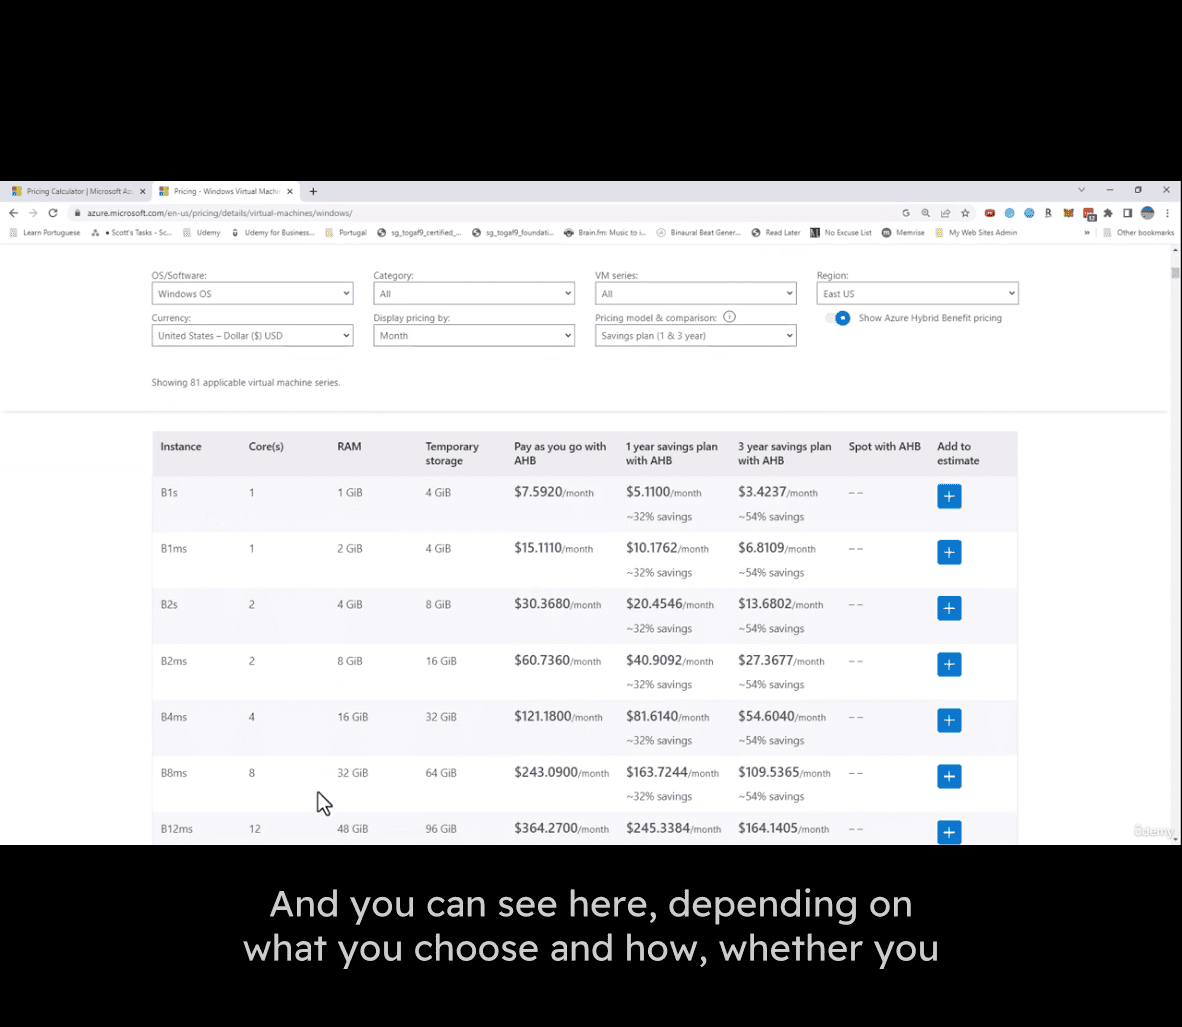 Pricing Calculator | Microsoft Az
Pricing - Windows Virtual Machi
azure.microsoft.com/en-us/pricing/details/virtual-machines/windows/
Learn Portuguese
• Scott's Tasks - Sc...
Udemy
Udemy for Business...
Portugal
sg_togaf9_certified_...
sg_togaf9_foundati...
Brain.fm: Music to i...
Binaural Beat Gener...
Read Later
No Excuse List
Memrise
My Web Sites Admin
»
Other bookmarks
OS/Software: Category: VM series: Region:
Windows OS All All East US
Currency: Display pricing by: Pricing model & comparison: Show Azure Hybrid Benefit pricing
United States – Dollar ($) USD Month Savings plan (1 & 3 year)
Showing 81 applicable virtual machine series.
Instance Core(s) RAM Temporary storage Pay as you go with AHB 1 year savings plan with AHB 3 year savings plan with AHB Spot with AHB Add to estimate
B1s 1 1 GiB 4 GiB $7.5920/month $5.1100/month $3.4237/month -- +
~32% savings ~54% savings
B1ms 1 2 GiB 4 GiB $15.1110/month $10.1762/month $6.8109/month -- +
~32% savings ~54% savings
B2s 2 4 GiB 8 GiB $30.3680/month $20.4546/month $13.6802/month -- +
~32% savings ~54% savings
B2ms 2 8 GiB 16 GiB $60.7360/month $40.9092/month $27.3677/month -- +
~32% savings ~54% savings
B4ms 4 16 GiB 32 GiB $121.1800/month $81.6140/month $54.6040/month -- +
~32% savings ~54% savings
B8ms 8 32 GiB 64 GiB $243.0900/month $163.7244/month $109.5365/month -- +
~32% savings ~54% savings
B12ms 12 48 GiB 96 GiB $364.2700/month $245.3384/month $164.1405/month -- +
ûdemy
And you can see here, depending on
what you choose and how, whether you